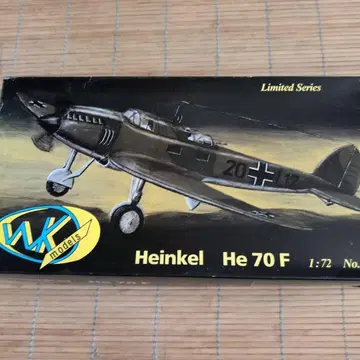 Limited Series
20 12
WK
models
Heinkel He 70 F 1:72 No.